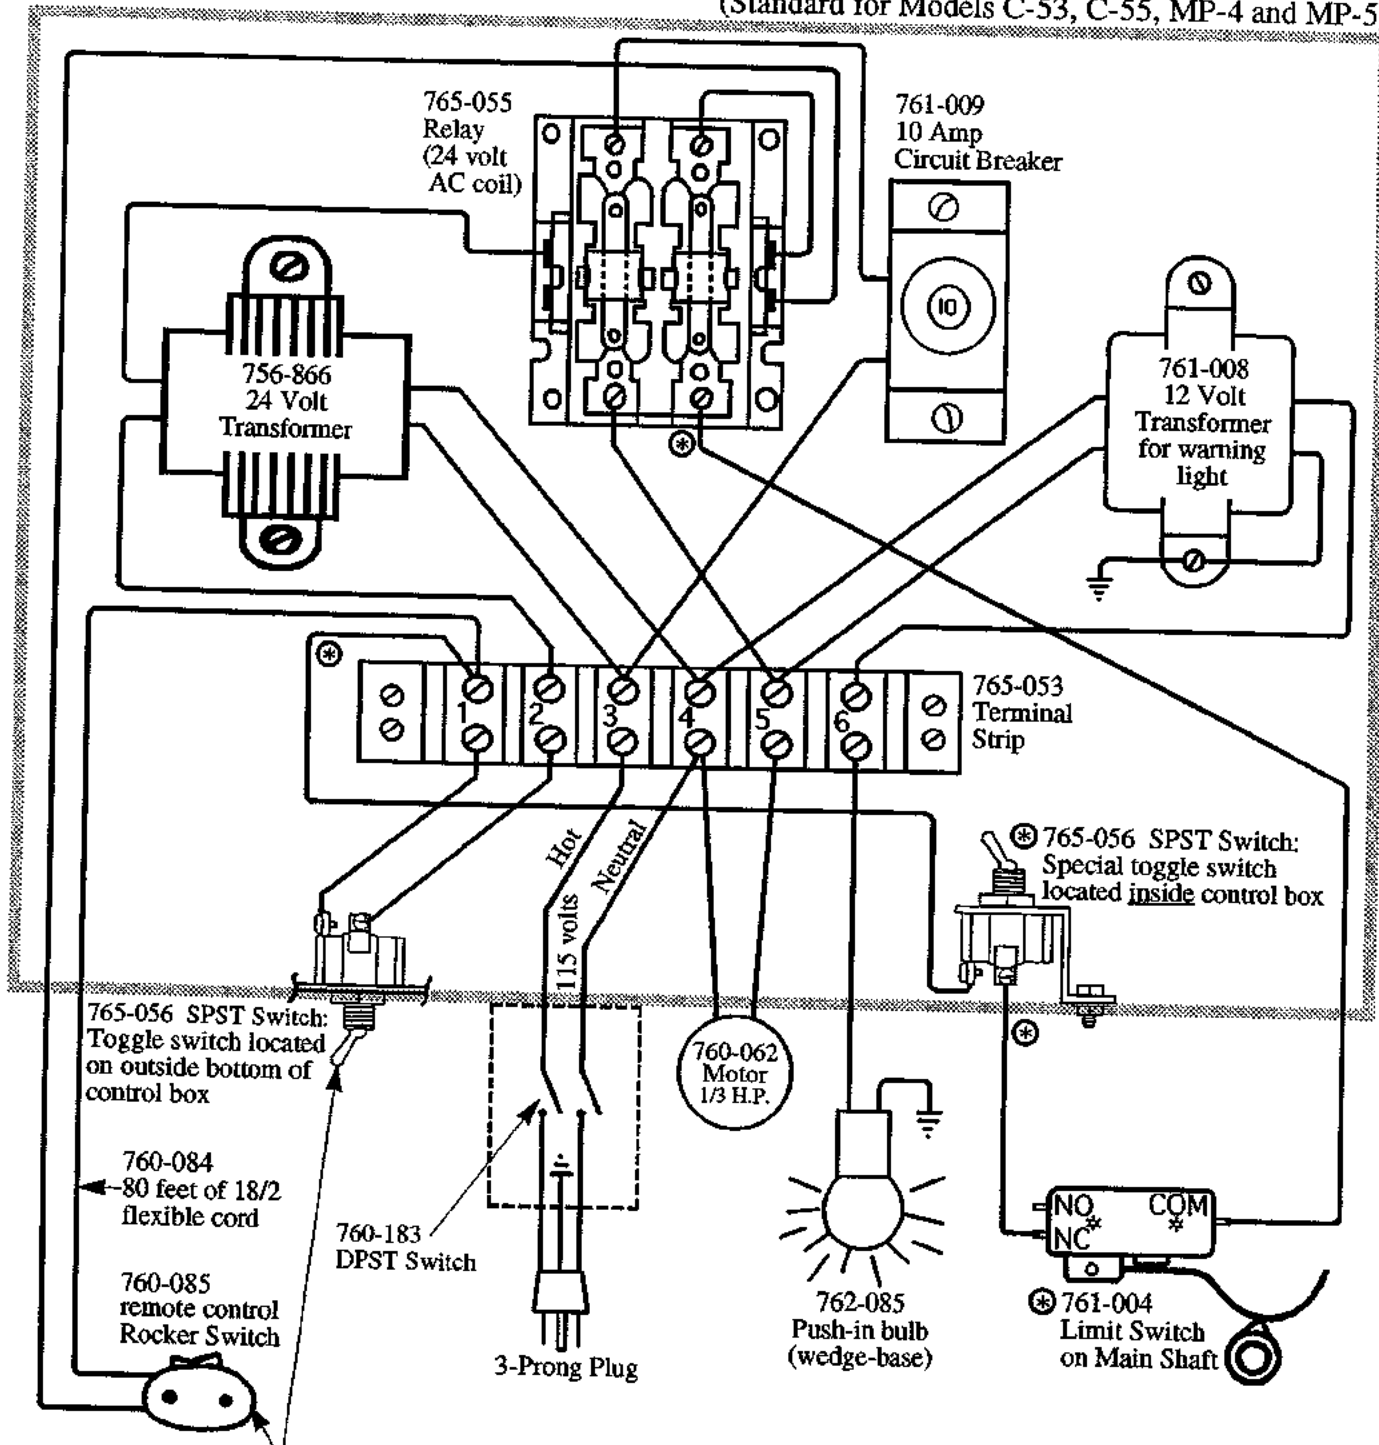 (Standard for Models C-53, C-55, MP-4 and MP-5
765-055
Relay
(24 volt
AC coil)
761-009
10 Amp
Circuit Breaker
10
756-866
24 Volt
Transformer
761-008
12 Volt
Transformer
for warning
light
*
*
1 2 3 4 5 6
765-053
Terminal
Strip
Hot
Neutral
115 volts
* 765-056 SPST Switch:
Special toggle switch
located inside control box
765-056 SPST Switch:
Toggle switch located
on outside bottom of
control box
*
760-062
Motor
1/3 H.P.
760-084
80 feet of 18/2
flexible cord
760-183
DPST Switch
NO COM
* *
NC
760-085
remote control
Rocker Switch
762-085
Push-in bulb
(wedge-base)
* 761-004
Limit Switch
on Main Shaft
3-Prong Plug